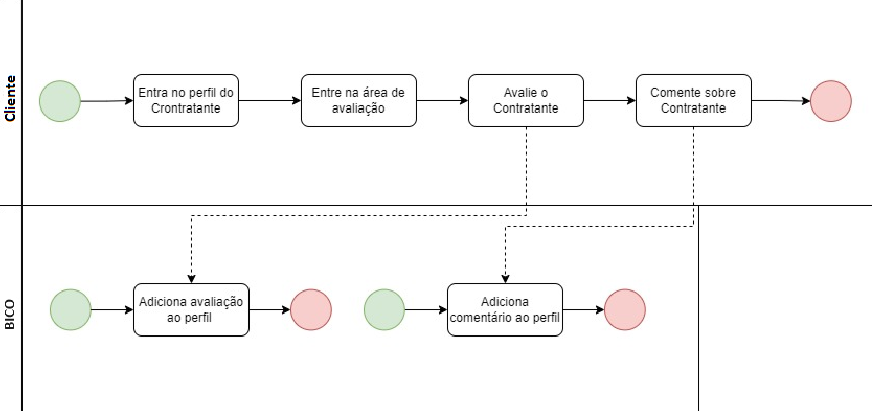 Cliente
Entra no perfil do
Crontratante
Entre na área de
avaliação
Avalie o
Contratante
Comente sobre
Contratante
BICO
Adiciona avaliação
ao perfil
Adiciona
comentário ao perfil